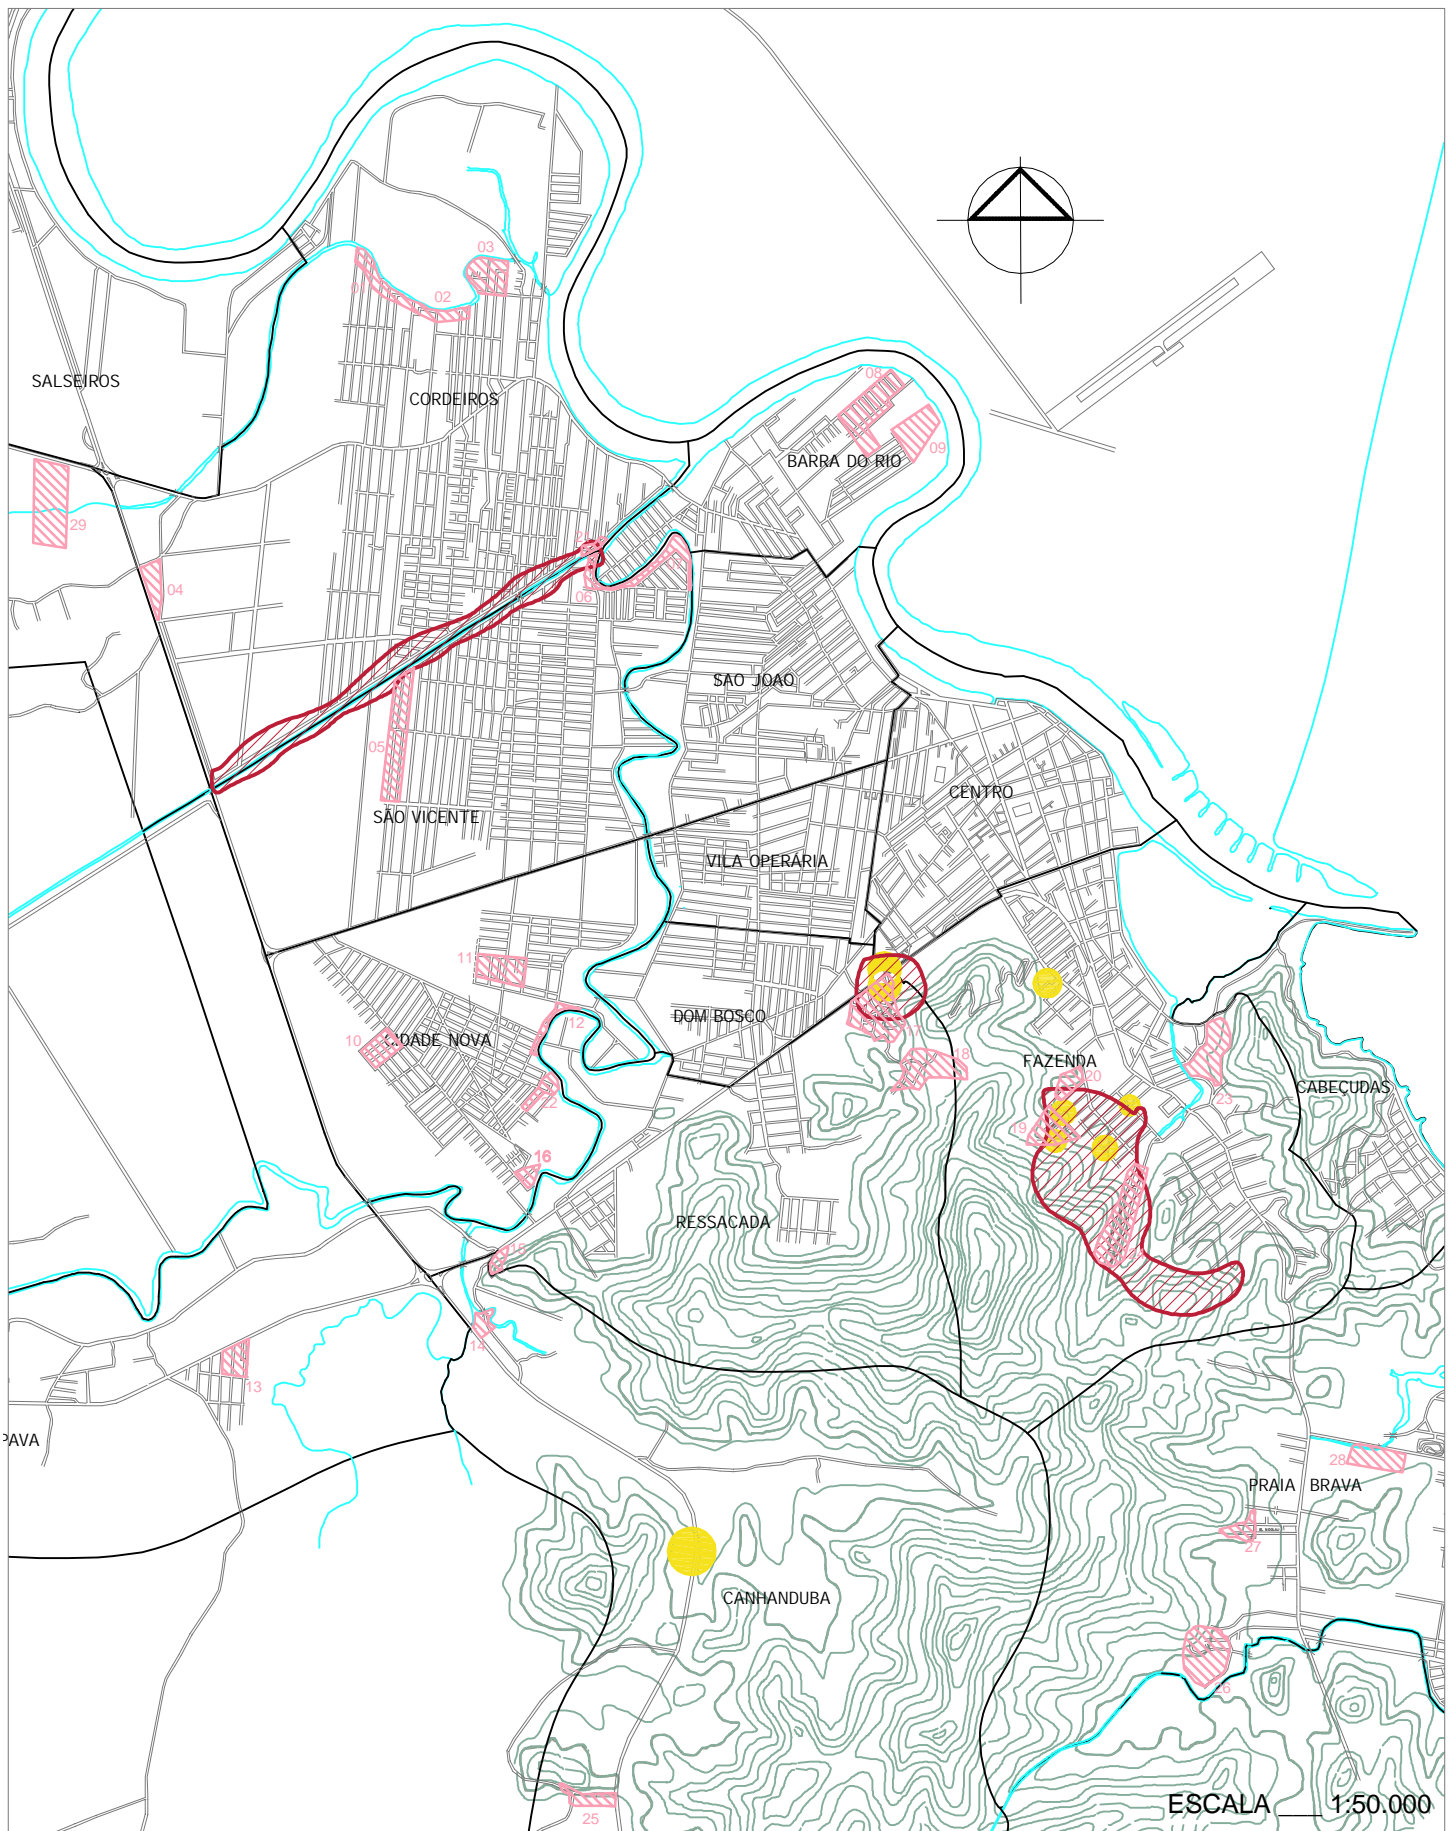 03
02
SALSEIROS
08
CORDEIROS
09
BARRA DO RIO
29
24
04
06
SÃO JOÃO
05
CENTRO
SÃO VICENTE
VILA OPERÁRIA
11
12
DOM BOSCO
17
10
CIDADE NOVA
18
FAZENDA
20
CABEÇUDAS
23
22
19
16
RESSACADA
15
14
13
PAVA
28
PRAIA BRAVA
27
CANHANDUBA
26
ESCALA ___ 1:50.000
25